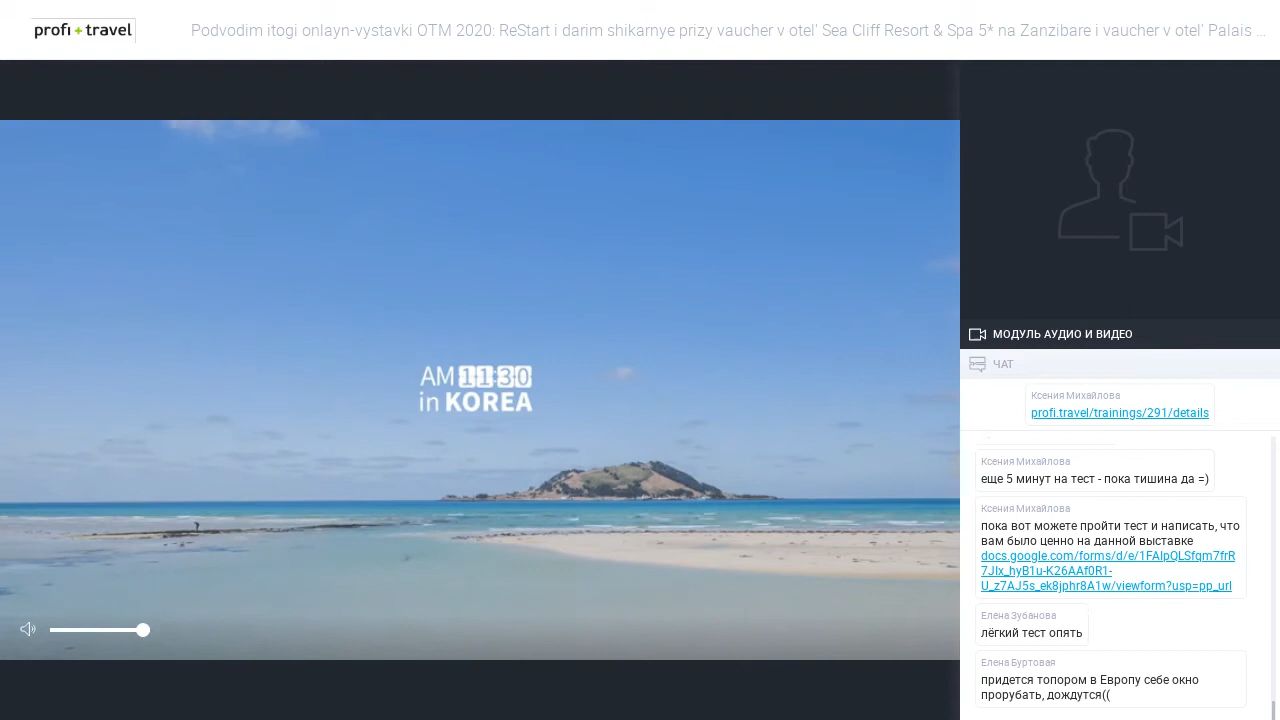 profi + travel
Podvodim itogi onlayn-vystavki OTM 2020: ReStart i darim shikarnye prizy vaucher v otel' Sea Cliff Resort & Spa 5* na Zanzibare i vaucher v otel' Palais ...
AM 11:30
in KOREA
МОДУЛЬ АУДИО И ВИДЕО
ЧАТ
Ксения Михайлова
profi.travel/trainings/291/details
Ксения Михайлова
еще 5 минут на тест - пока тишина да =)
Ксения Михайлова
пока вот можете пройти тест и написать, что
вам было ценно на данной выставке
docs.google.com/forms/d/e/1FAIpQLSfqm7frR
7JIx_hyB1u-K26AAf0R1-
U_z7AJ5s_ek8jphr8A1w/viewform?usp=pp_url
Елена Зубанова
лёгкий тест опять
Елена Буртовая
придется топором в Европу себе окно
прорубать, дождутся((